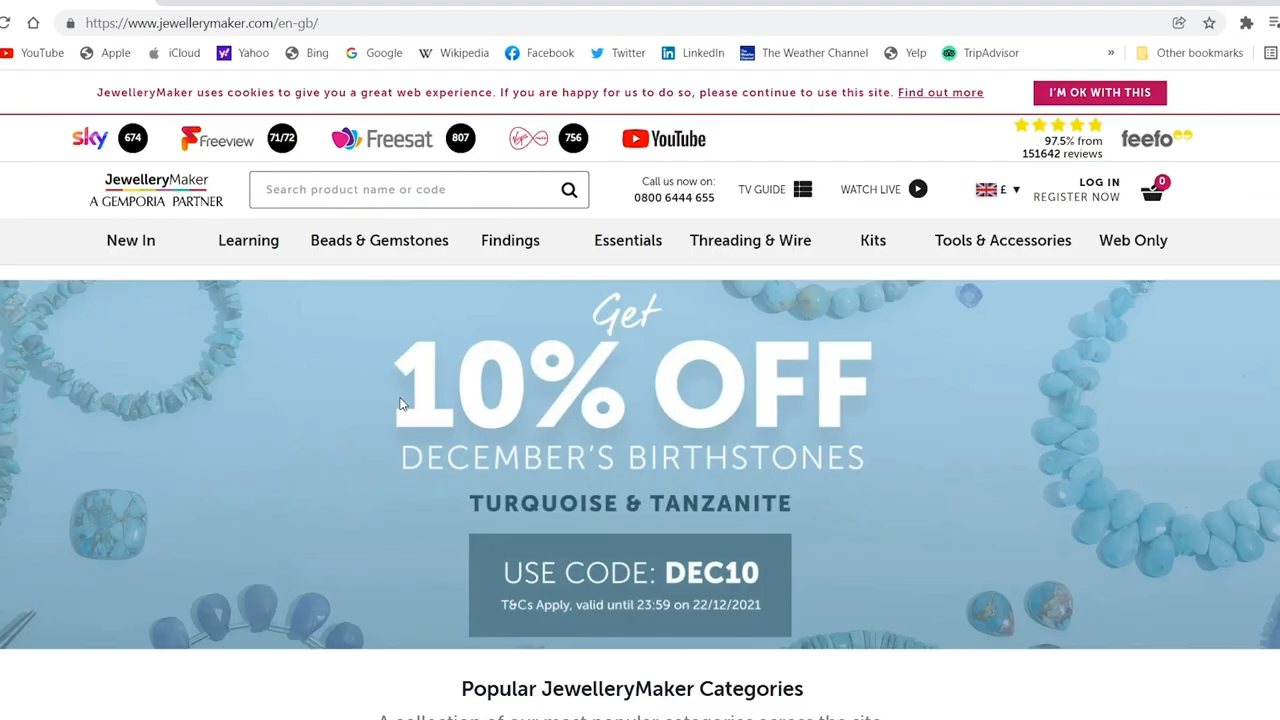 https://www.jewellerymaker.com/en-gb/
YouTube Apple iCloud Yahoo Bing Google Wikipedia Facebook Twitter LinkedIn The Weather Channel Yelp TripAdvisor » Other bookmarks
JewelleryMaker uses cookies to give you a great web experience. If you are happy for us to do so, please continue to use this site. Find out more
I'M OK WITH THIS
sky 674 Freeview 71/72 Freesat 807 756 YouTube
97.5% from
151642 reviews
feefo
JewelleryMaker
A GEMPORIA PARTNER
Search product name or code
Call us now on:
0800 6444 655
TV GUIDE
WATCH LIVE
£
LOG IN
REGISTER NOW
0
New In Learning Beads & Gemstones Findings Essentials Threading & Wire Kits Tools & Accessories Web Only
Get
10% OFF
DECEMBER'S BIRTHSTONES
TURQUOISE & TANZANITE
USE CODE: DEC10
T&Cs Apply, valid until 23:59 on 22/12/2021
Popular JewelleryMaker Categories
A collection of our most popular categories across the site